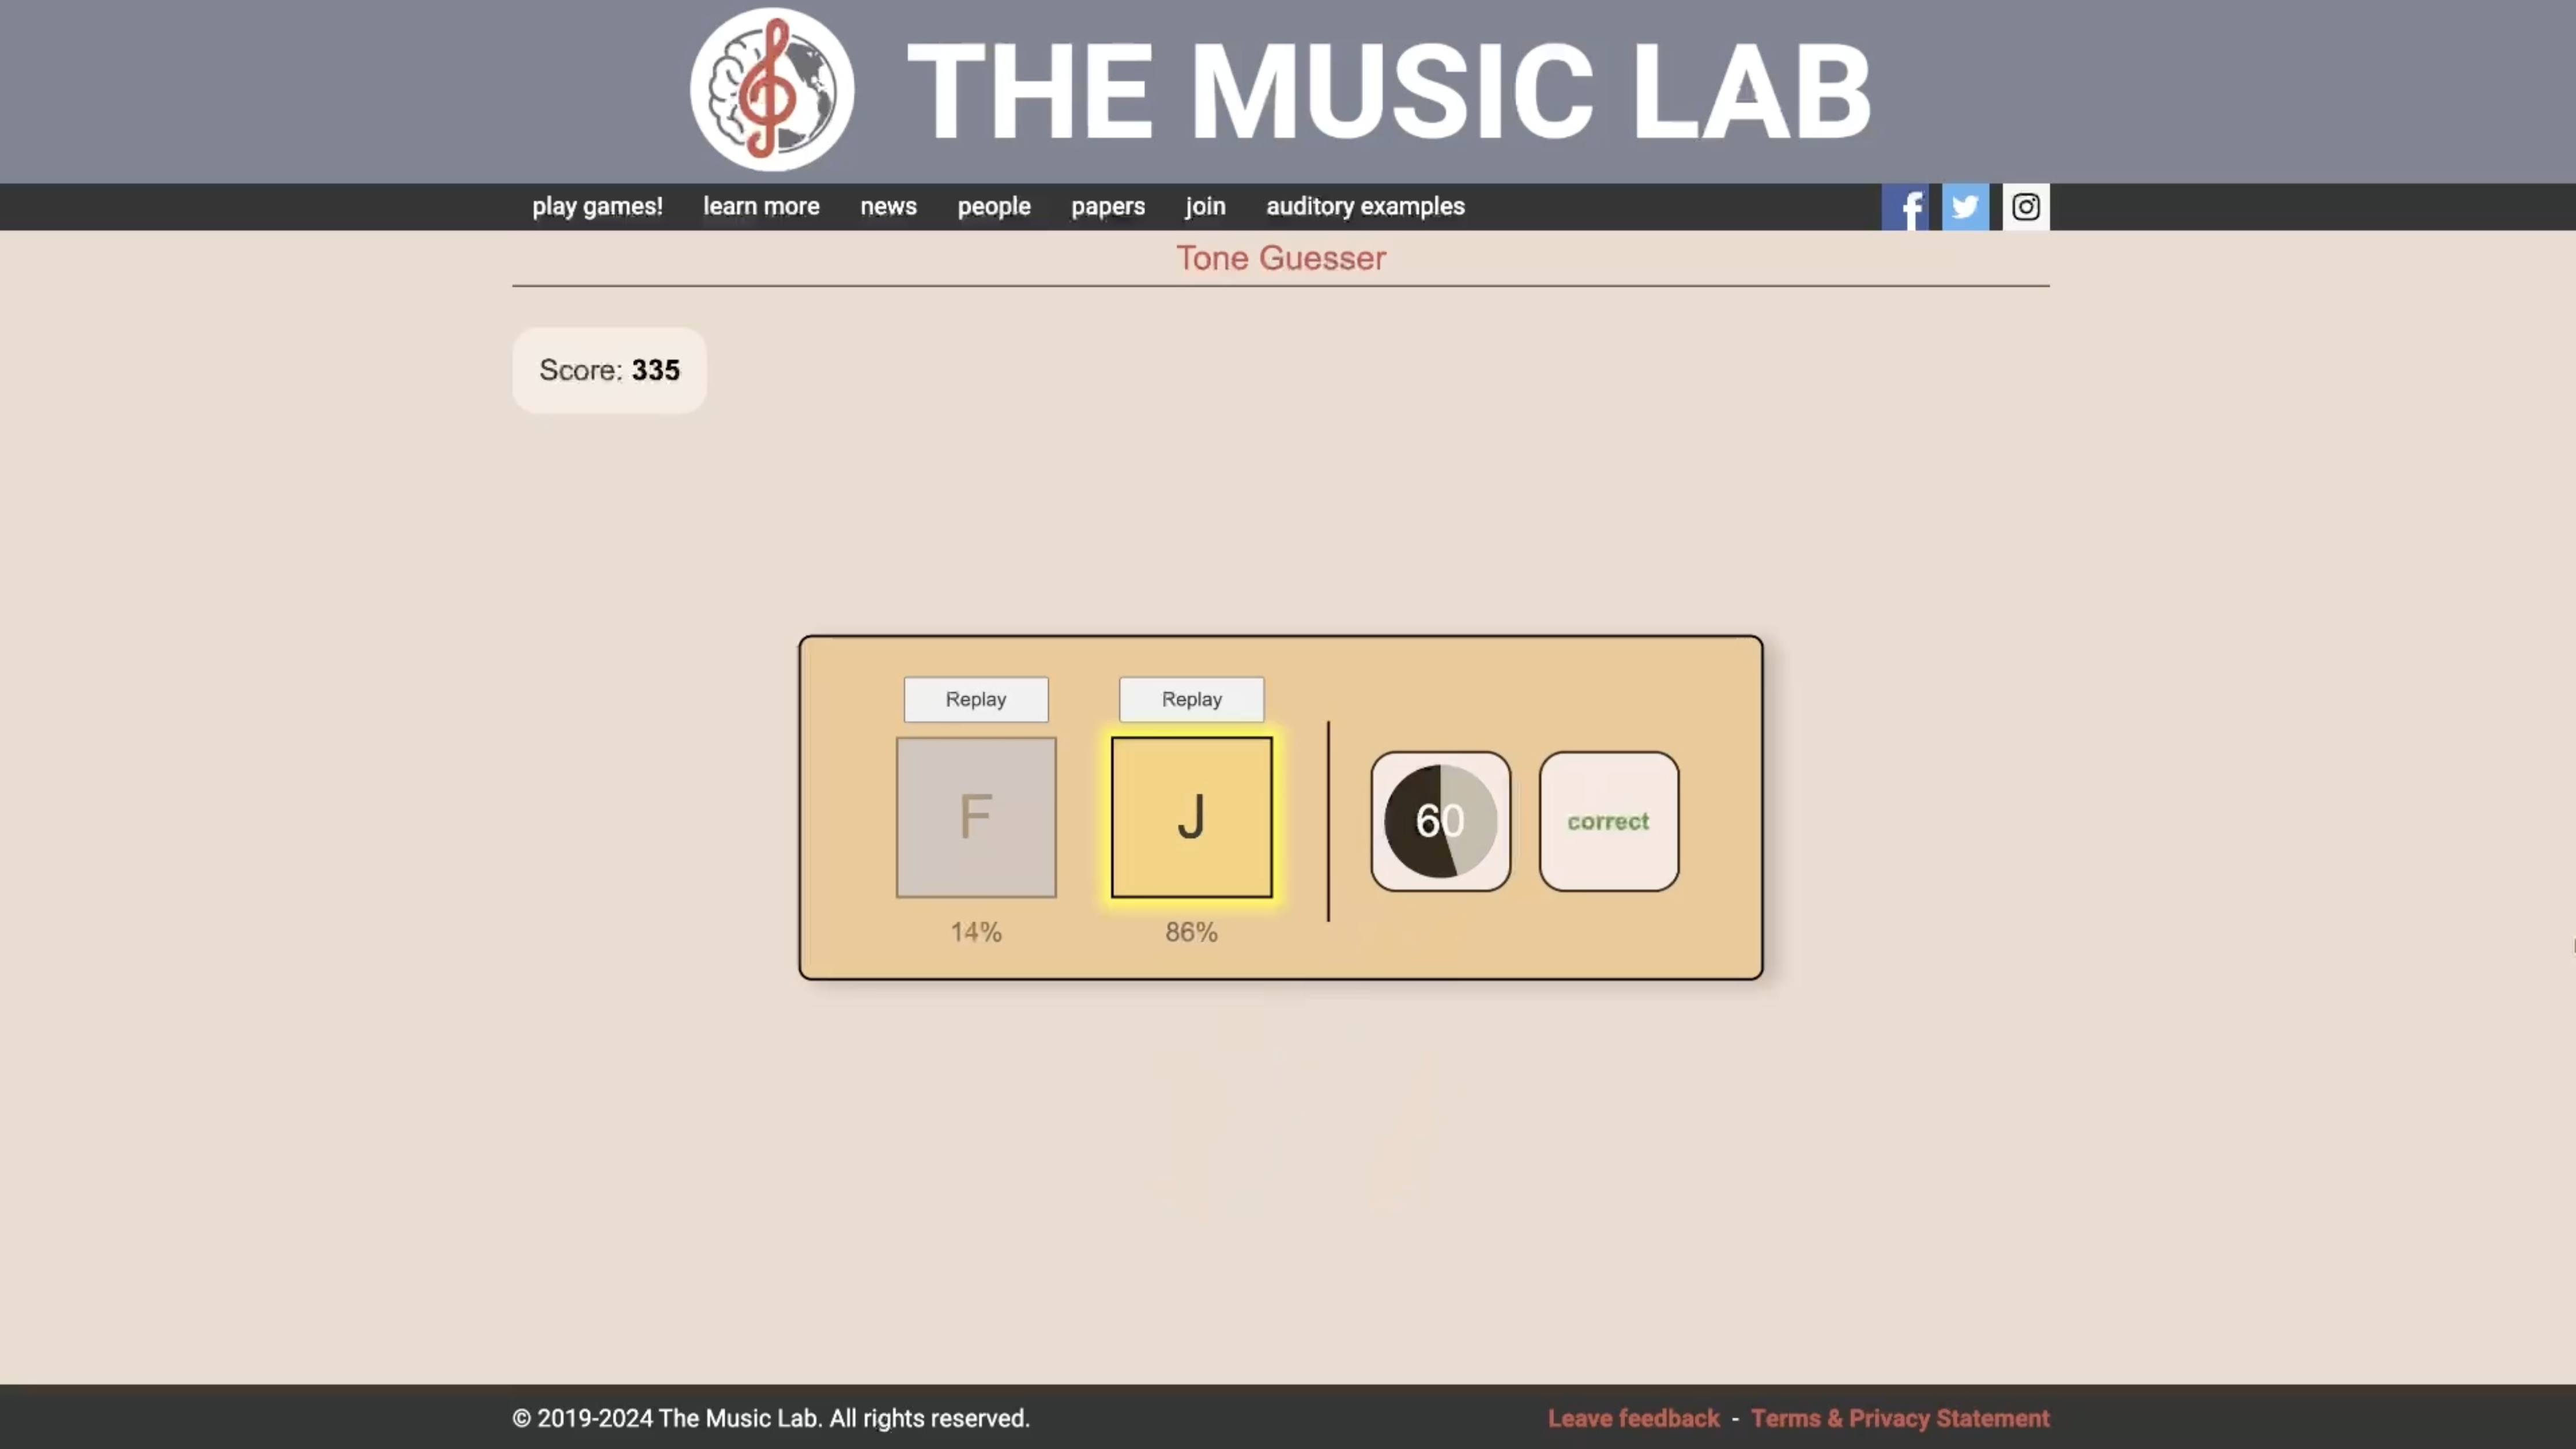 THE MUSIC LAB
play games! learn more news people papers join auditory examples
Tone Guesser
Score: 335
Replay Replay
F J
60 correct
14% 86%
© 2019-2024 The Music Lab. All rights reserved. Leave feedback - Terms & Privacy Statement